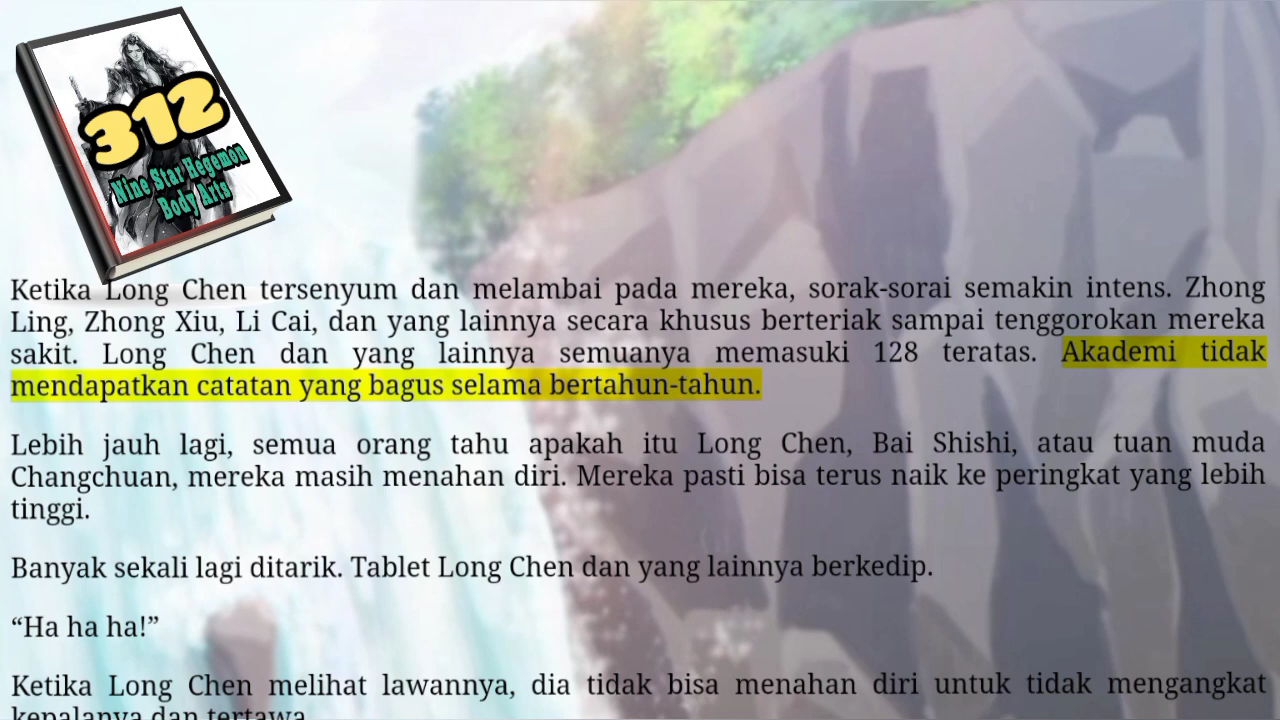 312
Nine Star Hegemon
Body Arts
Ketika Long Chen tersenyum dan melambai pada mereka, sorak-sorai semakin intens. Zhong
Ling, Zhong Xiu, Li Cai, dan yang lainnya secara khusus berteriak sampai tenggorokan mereka
sakit. Long Chen dan yang lainnya semuanya memasuki 128 teratas. Akademi tidak
mendapatkan catatan yang bagus selama bertahun-tahun.
Lebih jauh lagi, semua orang tahu apakah itu Long Chen, Bai Shishi, atau tuan muda
Changchuan, mereka masih menahan diri. Mereka pasti bisa terus naik ke peringkat yang lebih
tinggi.
Banyak sekali lagi ditarik. Tablet Long Chen dan yang lainnya berkedip.
“Ha ha ha!”
Ketika Long Chen melihat lawannya, dia tidak bisa menahan diri untuk tidak mengangkat
kepalanya dan tertawa.